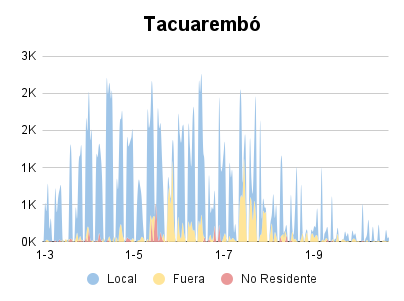 Tacuarembó
3K
2K
2K
1K
1K
0K
1-3 1-5 1-7 1-9
Local Fuera No Residente